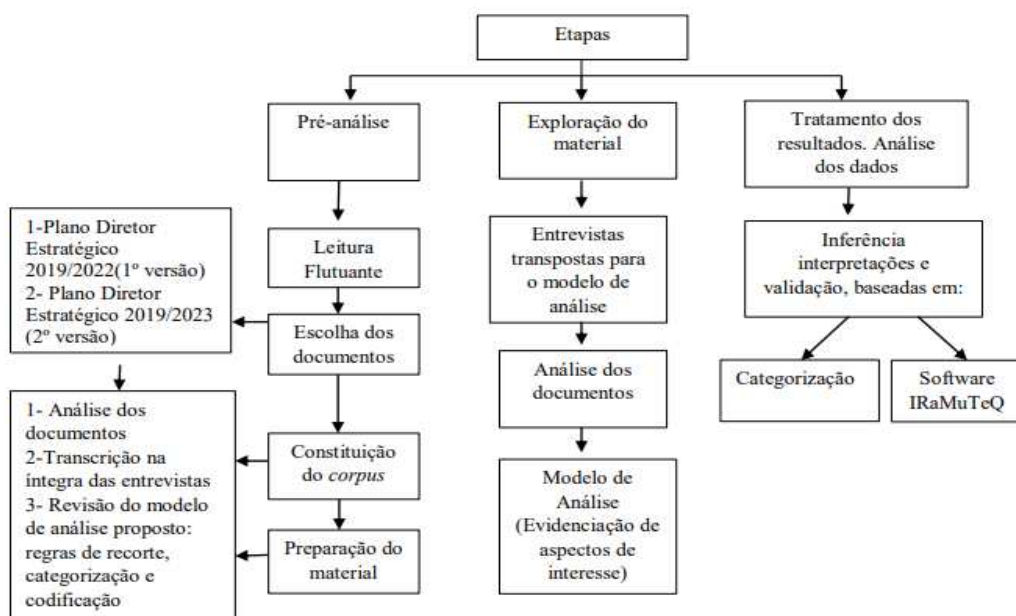 Etapas
Pré-análise
Exploração do
material
Tratamento dos
resultados. Análise
dos dados
1-Plano Diretor
Estratégico
2019/2022(1º versão)
2- Plano Diretor
Estratégico 2019/2023
(2º versão)
Leitura
Flutuante
Escolha dos
documentos
1- Análise dos
documentos
2-Transcrição na
íntegra das entrevistas
3- Revisão do modelo
de análise proposto:
regras de recorte,
categorização e
codificação
Constituição
do corpus
Preparação do
material
Entrevistas
transpostas para
o modelo de
análise
Análise dos
documentos
Modelo de
Análise
(Evidenciação de
aspectos de
interesse)
Inferência
interpretações e
validação, baseadas em:
Categorização
Software
IRaMuTeQ